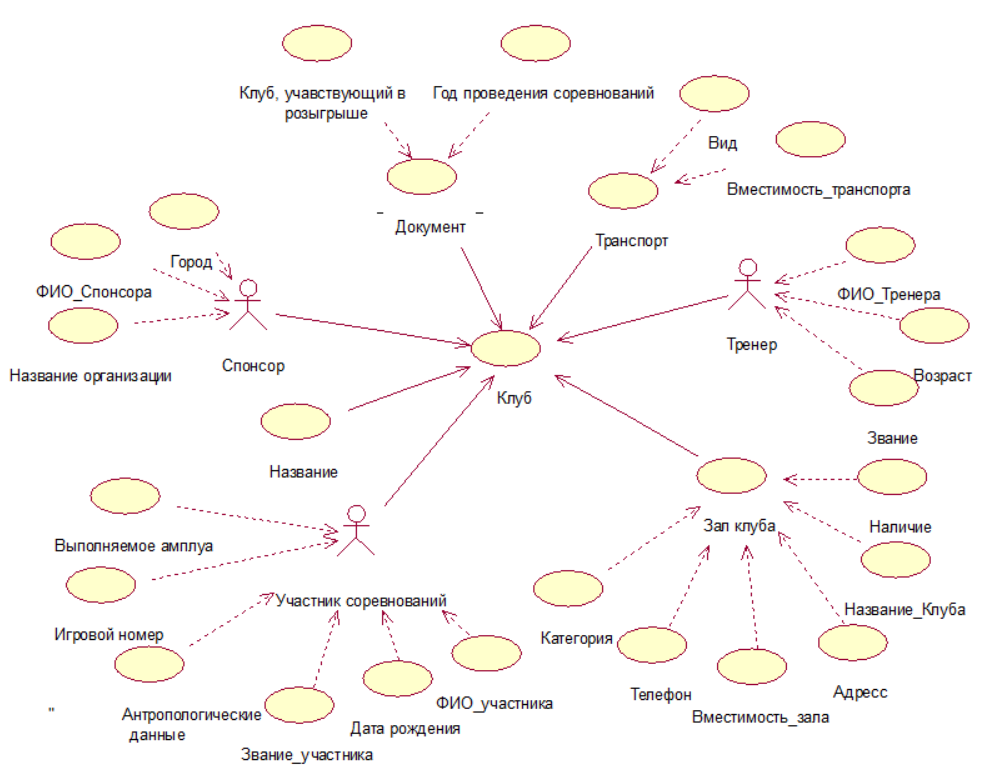 Клуб, учавствующий в
розыгрыше
Год проведения соревнований
Вид
Вместимость_транспорта
Документ
Транспорт
Город
ФИО_Спонсора
ФИО_Тренера
Название организации
Спонсор
Тренер
Возраст
Клуб
Звание
Название
Зал клуба
Наличие
Выполняемое амплуа
Участник соревнований
Название_Клуба
Игровой номер
Категория
Телефон
Адресс
ФИО_участника
Вместимость_зала
"
Антропологические
данные
Дата рождения
Звание_участника